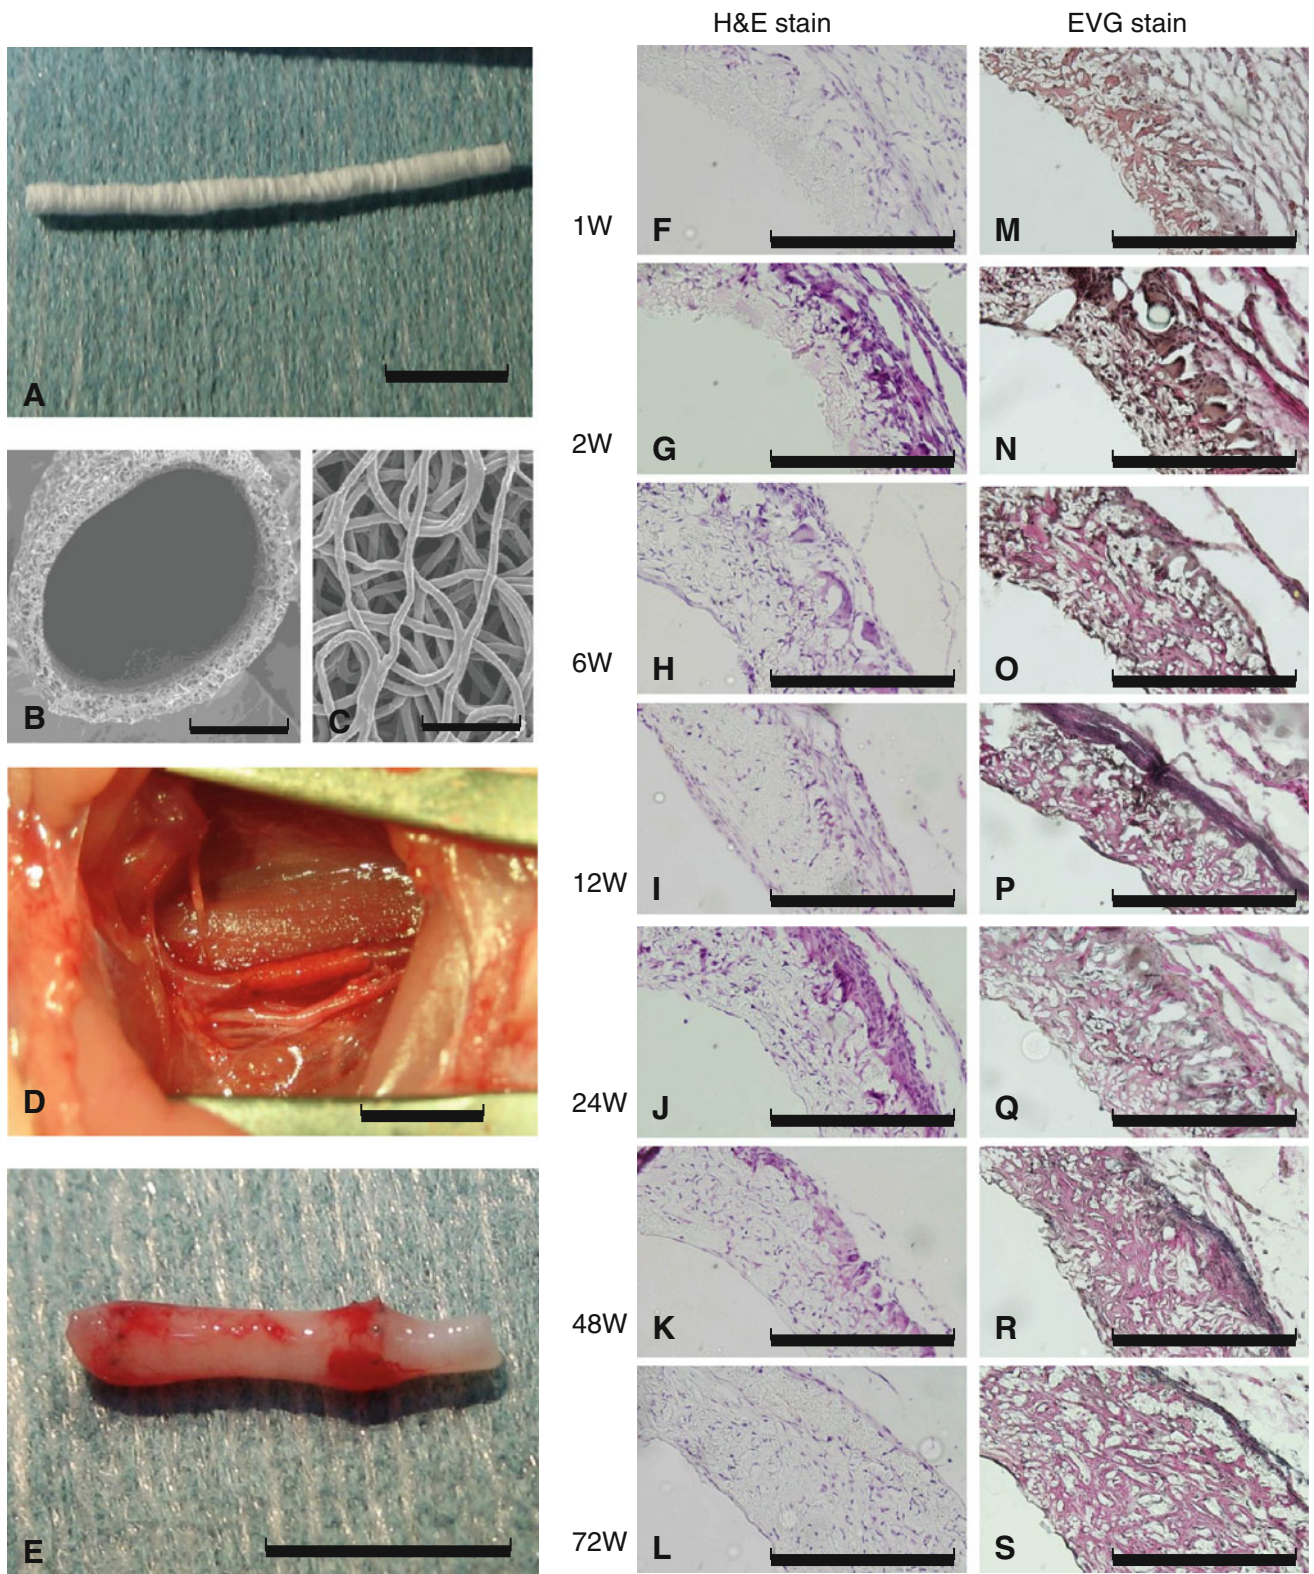 H&E stain EVG stain
A
B
C
D
E
1W F M
2W G N
6W H O
12W I P
24W J Q
48W K R
72W L S